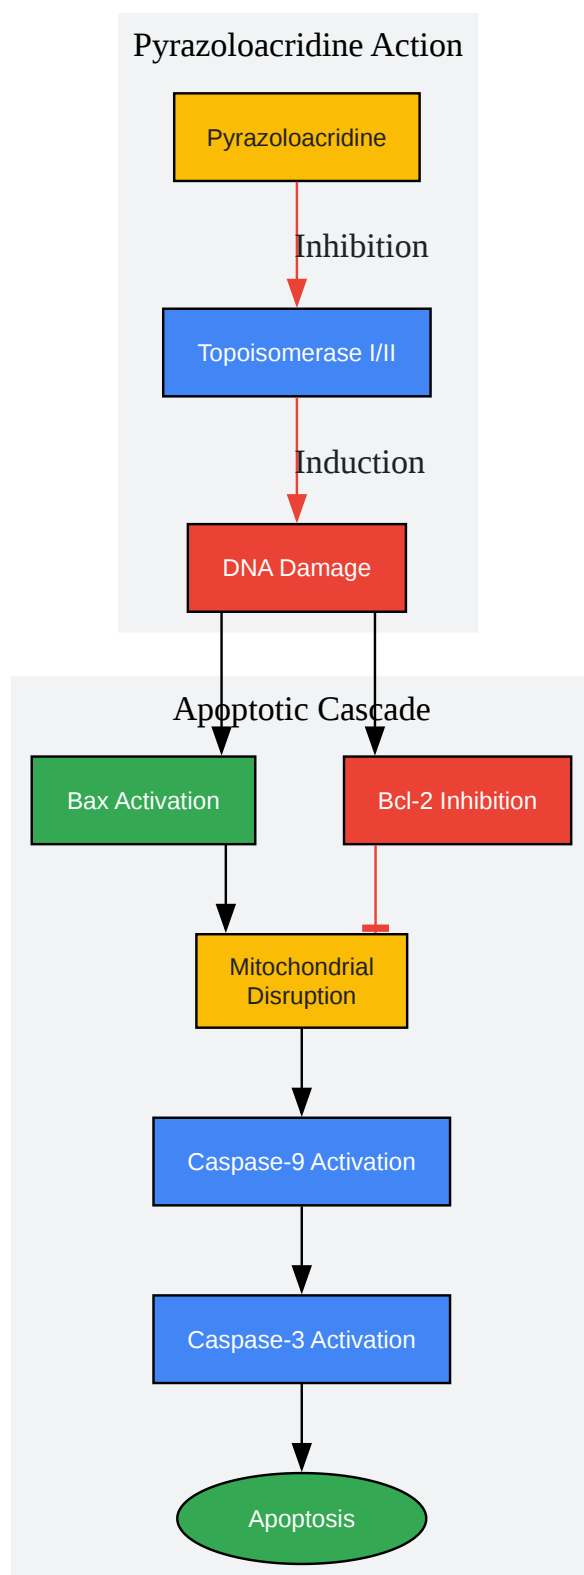 Pyrazoloacridine Action
Pyrazoloacridine
Inhibition
Topoisomerase I/II
Induction
DNA Damage
Apoptotic Cascade
Bax Activation
Bcl-2 Inhibition
Mitochondrial
Disruption
Caspase-9 Activation
Caspase-3 Activation
Apoptosis